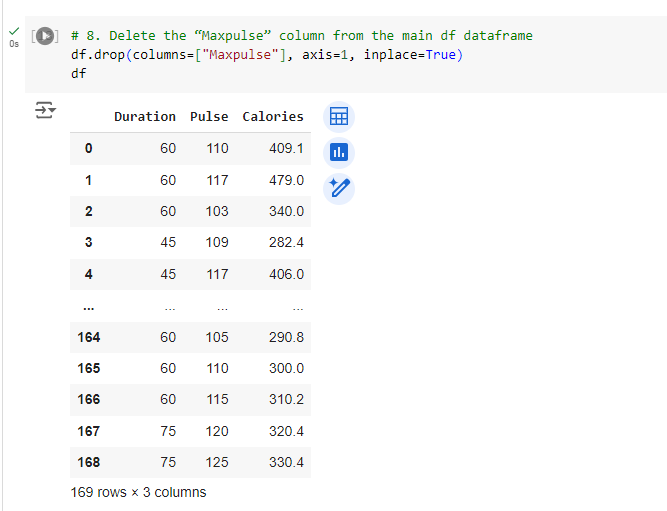 0s
# 8. Delete the “Maxpulse” column from the main df dataframe
df.drop(columns=["Maxpulse"], axis=1, inplace=True)
df
Duration Pulse Calories
0 60 110 409.1
1 60 117 479.0
2 60 103 340.0
3 45 109 282.4
4 45 117 406.0
... ... ... ...
164 60 105 290.8
165 60 110 300.0
166 60 115 310.2
167 75 120 320.4
168 75 125 330.4
169 rows × 3 columns